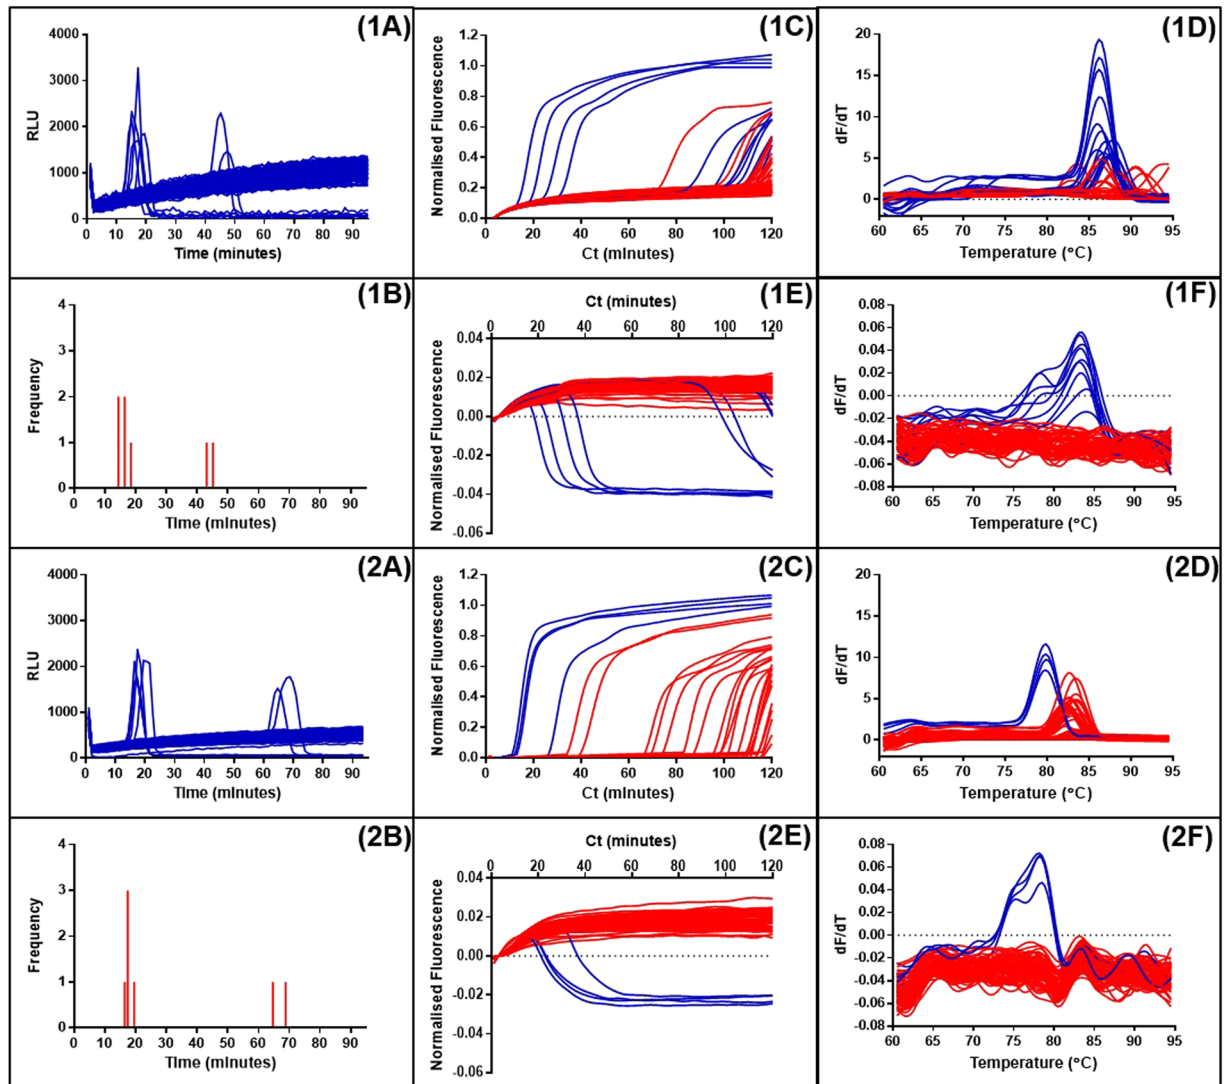 (1A)
RLU
4000
3000
2000
1000
0
0 10 20 30 40 50 60 70 80 90
Time (minutes)
(1C)
Normalised Fluorescence
1.2
1.0
0.8
0.6
0.4
0.2
0.0
0 20 40 60 80 100 120
Ct (minutes)
(1D)
dF/dT
20
15
10
5
0
60 65 70 75 80 85 90 95
Temperature (°C)
(1B)
Frequency
4
3
2
1
0
0 10 20 30 40 50 60 70 80 90
Time (minutes)
(1E)
Ct (minutes)
0 20 40 60 80 100 120
Normalised Fluorescence
0.04
0.02
0.00
-0.02
-0.04
-0.06
(1F)
dF/dT
0.08
0.06
0.04
0.02
0.00
-0.02
-0.04
-0.06
-0.08
60 65 70 75 80 85 90 95
Temperature (°C)
(2A)
RLU
4000
3000
2000
1000
0
0 10 20 30 40 50 60 70 80 90
Time (minutes)
(2C)
Normalised Fluorescence
1.2
1.0
0.8
0.6
0.4
0.2
0.0
0 20 40 60 80 100 120
Ct (minutes)
(2D)
dF/dT
20
15
10
5
0
60 65 70 75 80 85 90 95
Temperature (°C)
(2B)
Frequency
4
3
2
1
0
0 10 20 30 40 50 60 70 80 90
Time (minutes)
(2E)
Ct (minutes)
0 20 40 60 80 100 120
Normalised Fluorescence
0.04
0.02
0.00
-0.02
-0.04
-0.06
(2F)
dF/dT
0.08
0.06
0.04
0.02
0.00
-0.02
-0.04
-0.06
-0.08
60 65 70 75 80 85 90 95
Temperature (°C)